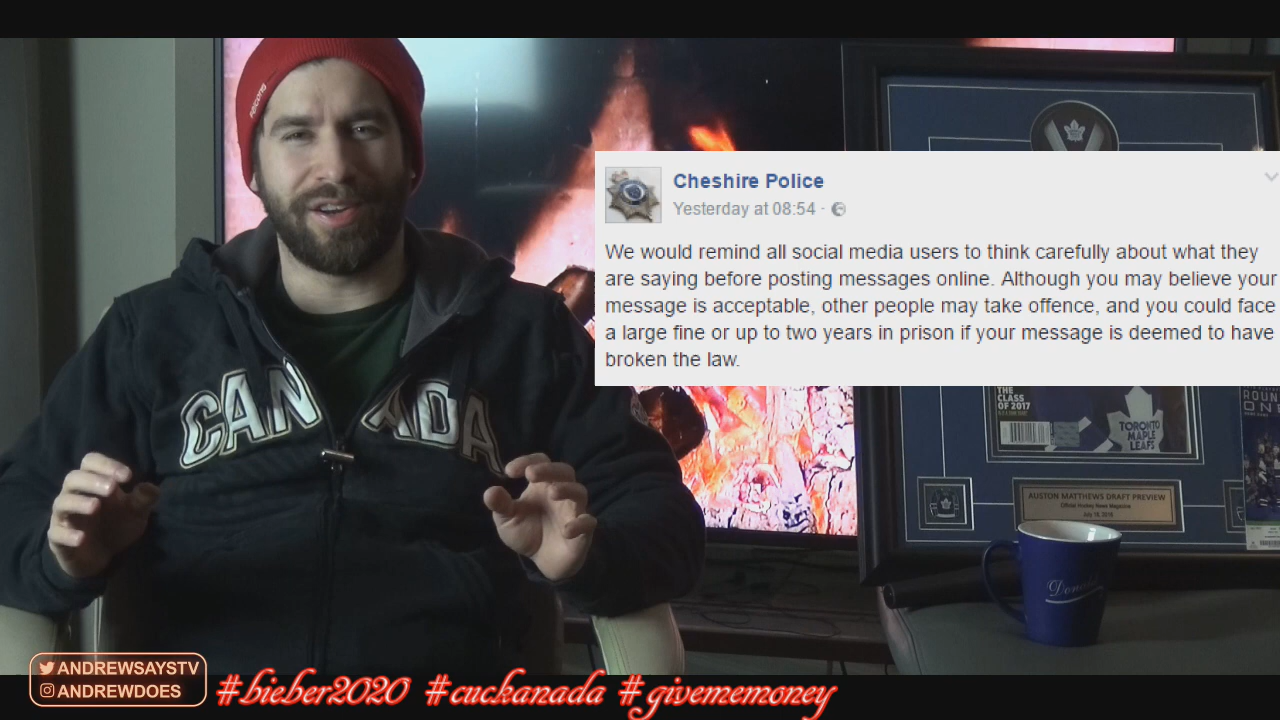 Cheshire Police
Yesterday at 08:54 ·
We would remind all social media users to think carefully about what they
are saying before posting messages online. Although you may believe your
message is acceptable, other people may take offence, and you could face
a large fine or up to two years in prison if your message is deemed to have
broken the law.
CANADA
THE
CLASS
OF 2017
TORONTO
MAPLE
LEAFS
AUSTON MATTHEWS DRAFT PREVIEW
Official Hockey News Magazine
ANDREWSAYSTV
ANDREWDOES
#bieber2020 #cuckanada #givememoney